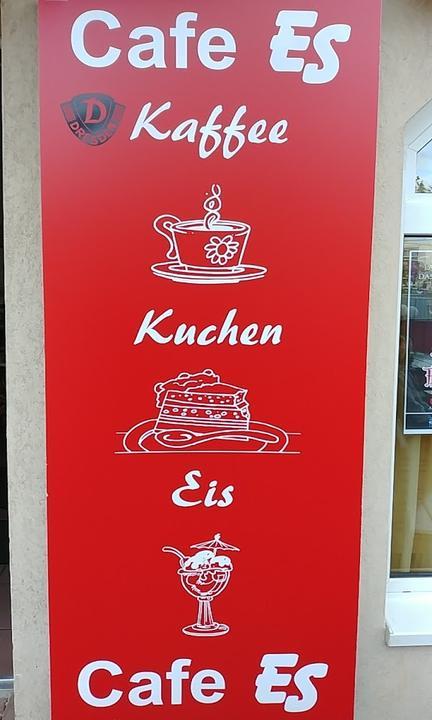 Cafe Es
D
DRESDEN
Kaffee
Kuchen
Eis
Cafe Es